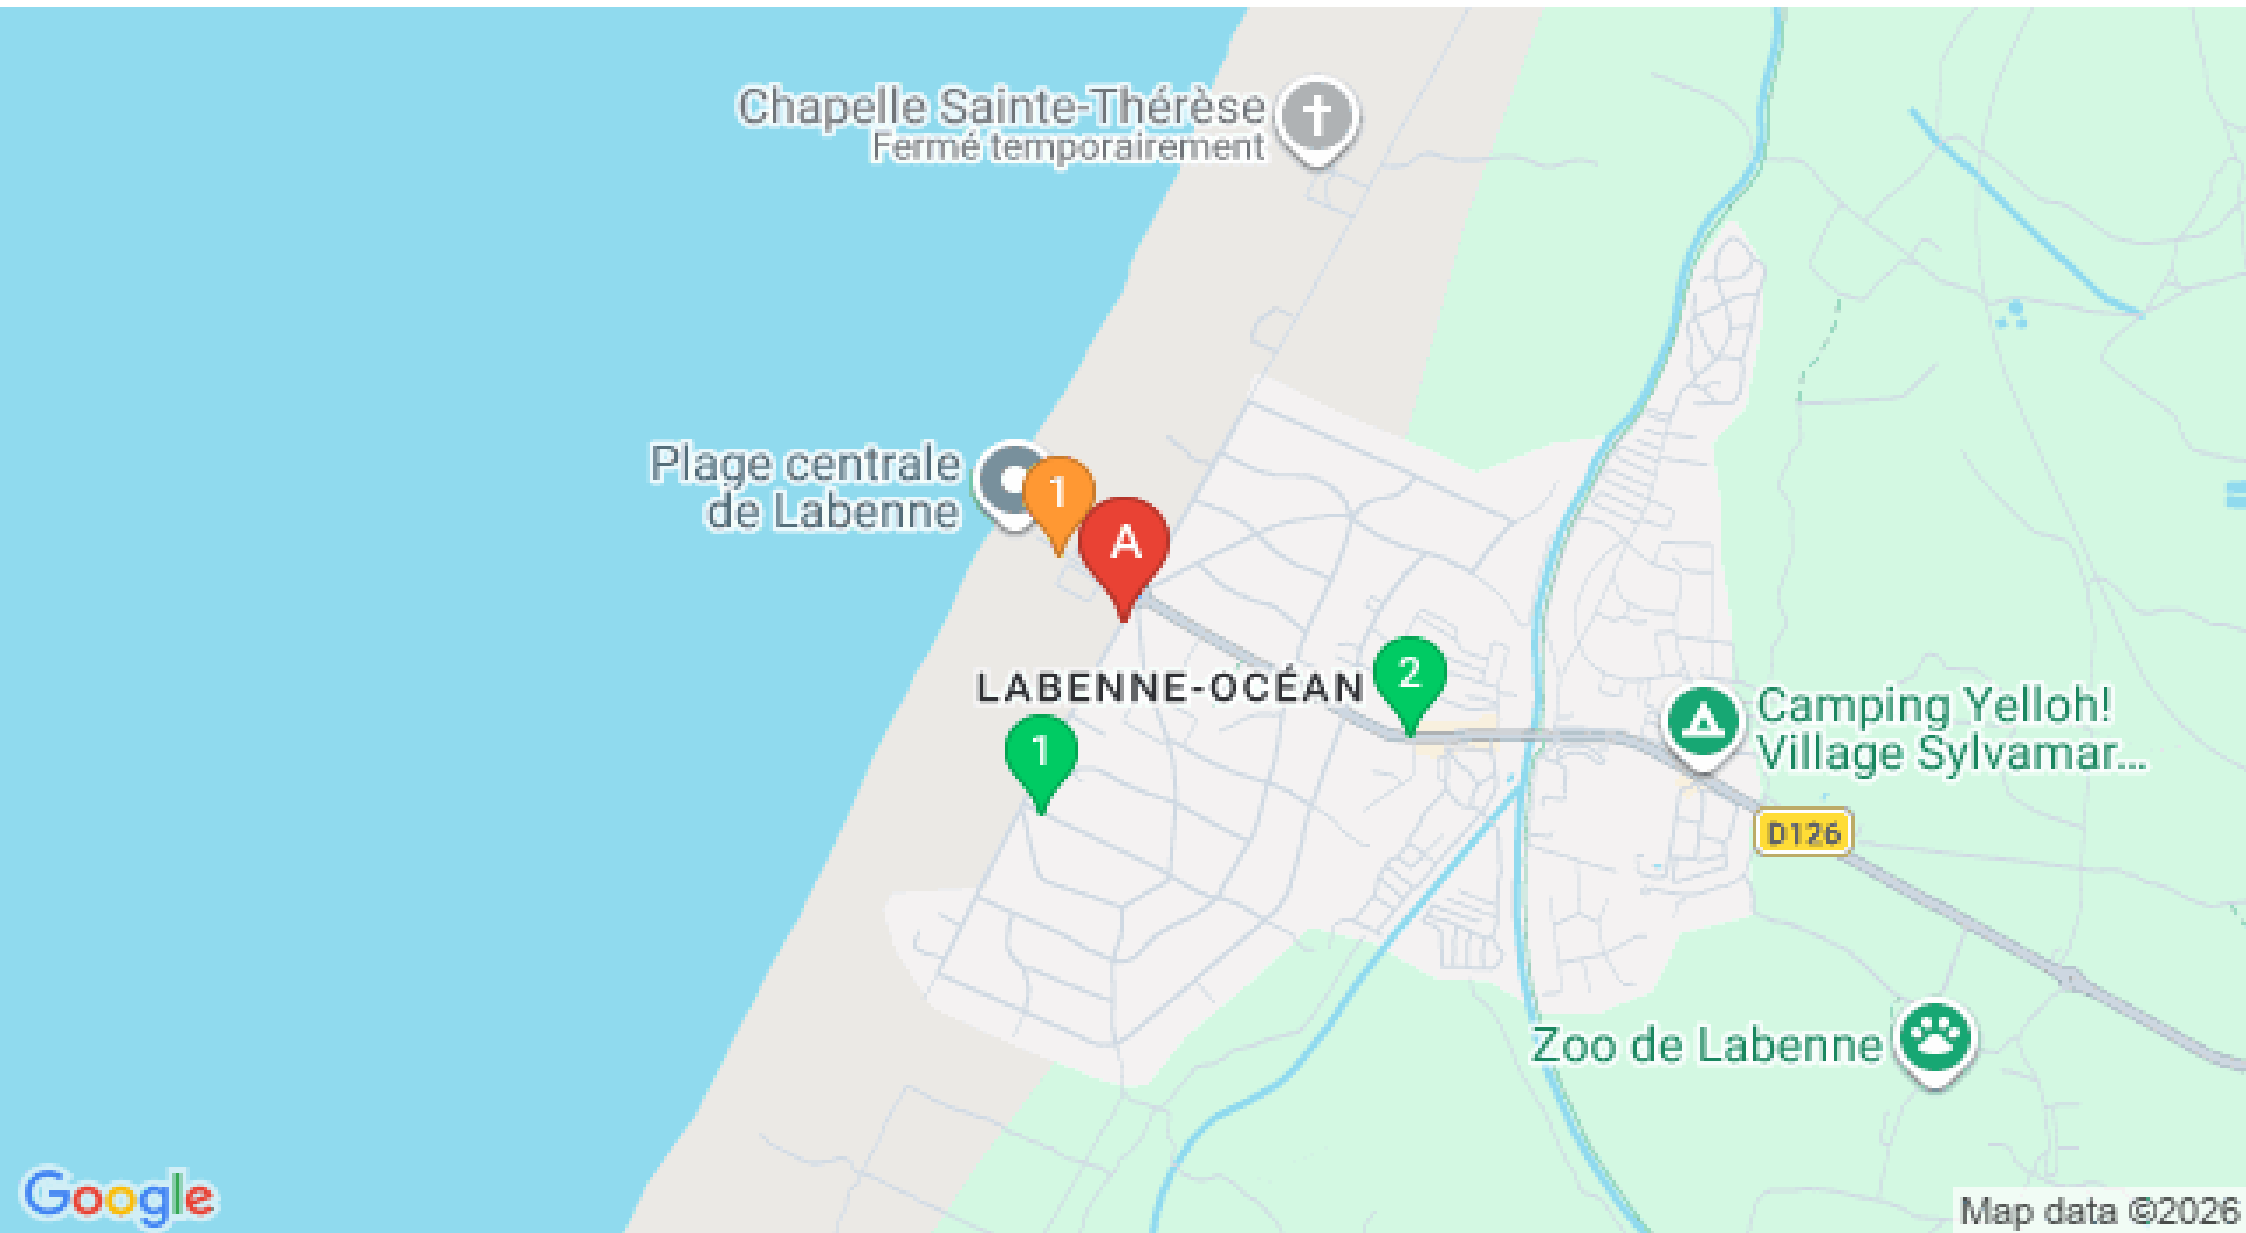 Chapelle Sainte-Thérèse
Fermé temporairement
Plage centrale
de Labenne
1
A
LABENNE-OCÉAN
2
1
Camping Yelloh!
Village Sylvamar...
D126
Zoo de Labenne
Google
Map data ©2026